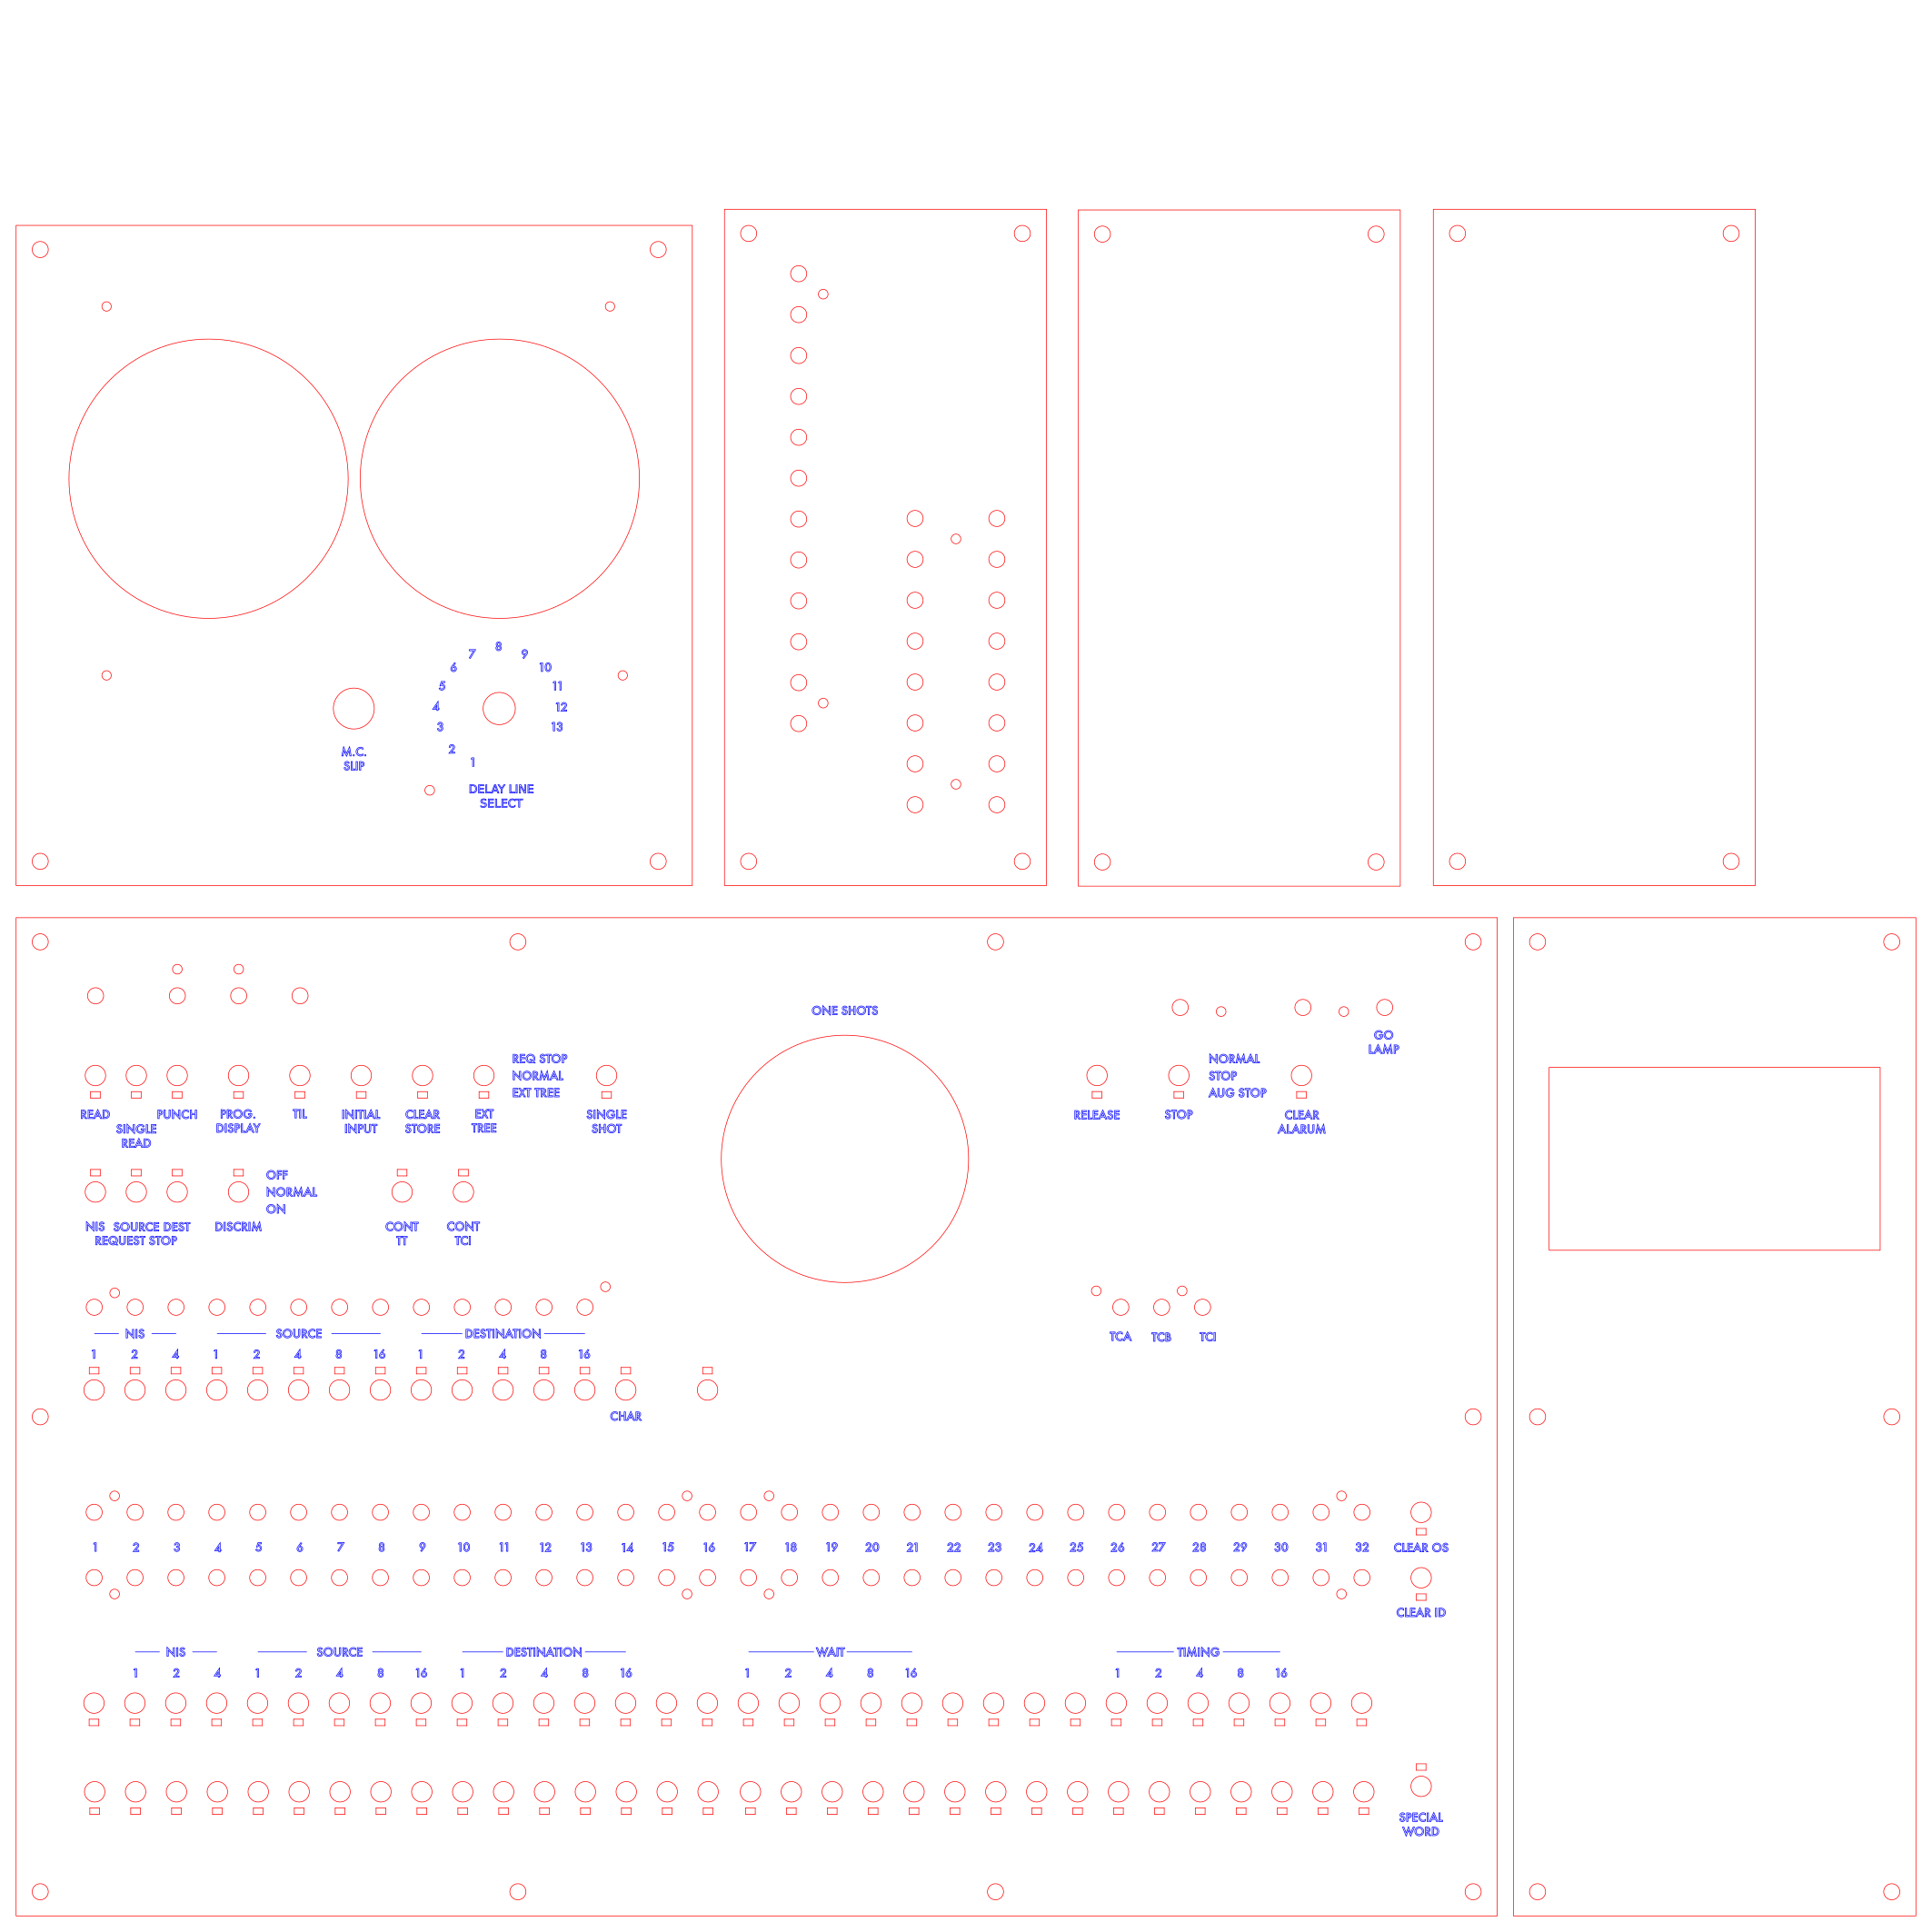 8
7 9
6 10
5 11
4 12
3 13
2
1
M.C.
SLIP
DELAY LINE
SELECT
ONE SHOTS
GO
LAMP
REQ STOP
NORMAL
EXT TREE
NORMAL
STOP
AUG STOP
READ
SINGLE
READ
PUNCH
PROG.
DISPLAY
TIL
INITIAL
INPUT
CLEAR
STORE
EXT
TREE
SINGLE
SHOT
RELEASE
STOP
CLEAR
ALARUM
OFF
NORMAL
ON
NIS SOURCE DEST
REQUEST STOP
DISCRIM
CONT
TT
CONT
TCI
NIS SOURCE DESTINATION
TCA TCB TCI
1 2 4 1 2 4 8 16 1 2 4 8 16
CHAR
1 2 3 4 5 6 7 8 9 10 11 12 13 14 15 16 17 18 19 20 21 22 23 24 25 26 27 28 29 30 31 32 CLEAR OS
CLEAR ID
NIS SOURCE DESTINATION WAIT TIMING
1 2 4 1 2 4 8 16 1 2 4 8 16 1 2 4 8 16 1 2 4 8 16
SPECIAL
WORD